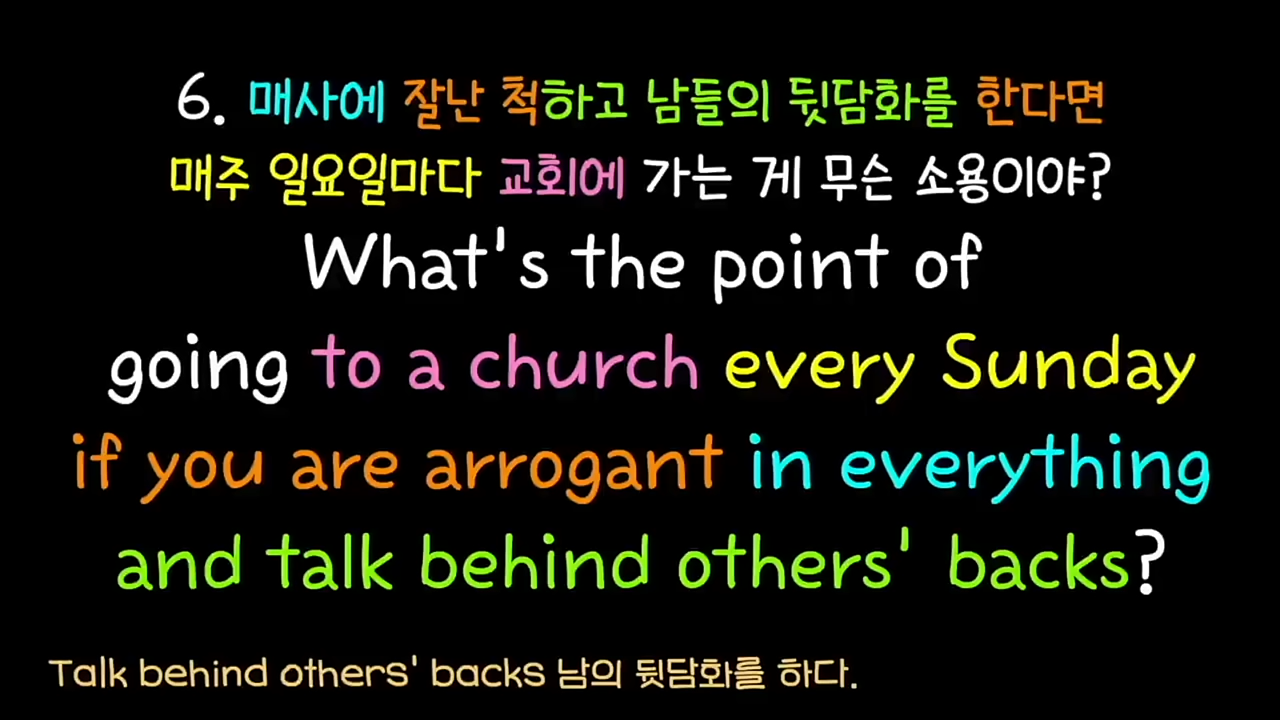 6. 매사에 잘난 척하고 남들의 뒷담화를 한다면
매주 일요일마다 교회에 가는 게 무슨 소용이야?
What's the point of
going to a church every Sunday
if you are arrogant in everything
and talk behind others' backs?
Talk behind others' backs 남의 뒷담화를 하다.